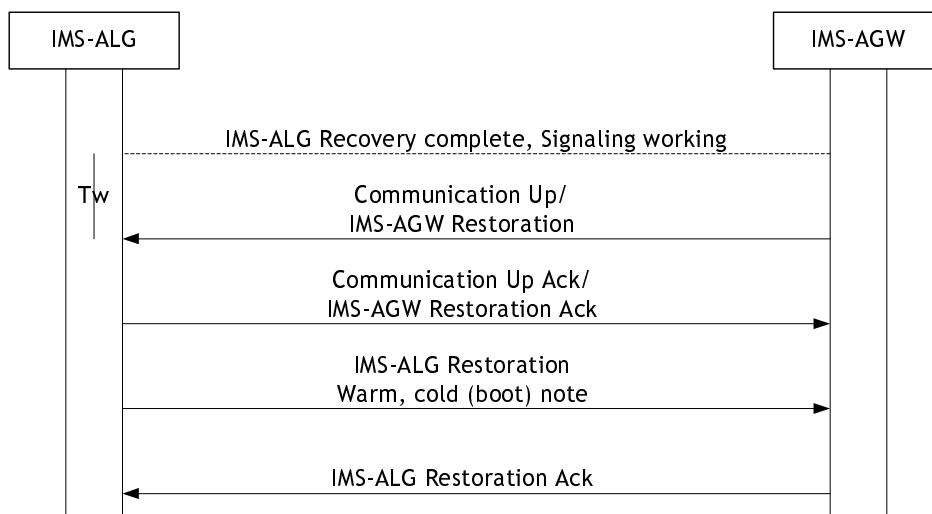 IMS-ALG
IMS-AGW
IMS-ALG Recovery complete, Signaling working
Tw
Communication Up/
IMS-AGW Restoration
Communication Up Ack/
IMS-AGW Restoration Ack
IMS-ALG Restoration
Warm, cold (boot) note
IMS-ALG Restoration Ack